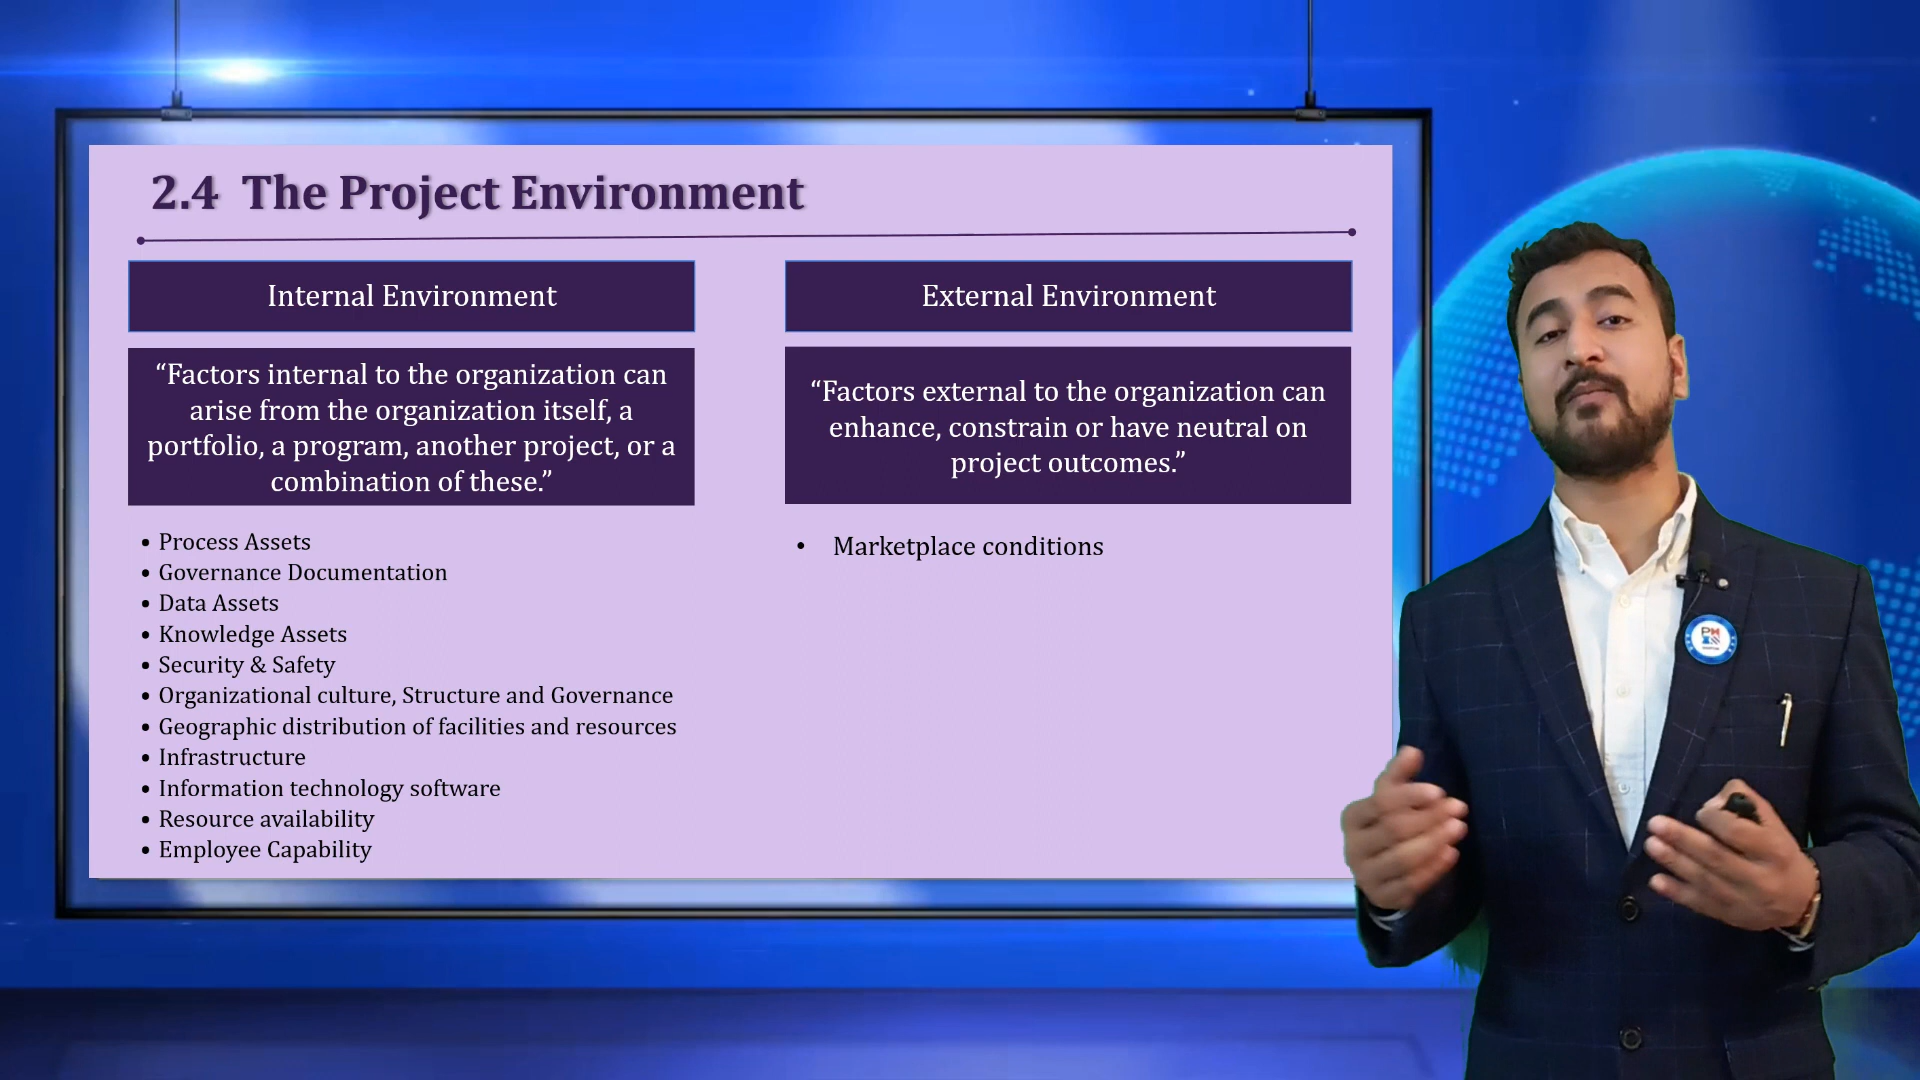 2.4 The Project Environment
Internal Environment
“Factors internal to the organization can
arise from the organization itself, a
portfolio, a program, another project, or a
combination of these.”
• Process Assets
• Governance Documentation
• Data Assets
• Knowledge Assets
• Security & Safety
• Organizational culture, Structure and Governance
• Geographic distribution of facilities and resources
• Infrastructure
• Information technology software
• Resource availability
• Employee Capability
External Environment
“Factors external to the organization can
enhance, constrain or have neutral on
project outcomes.”
• Marketplace conditions